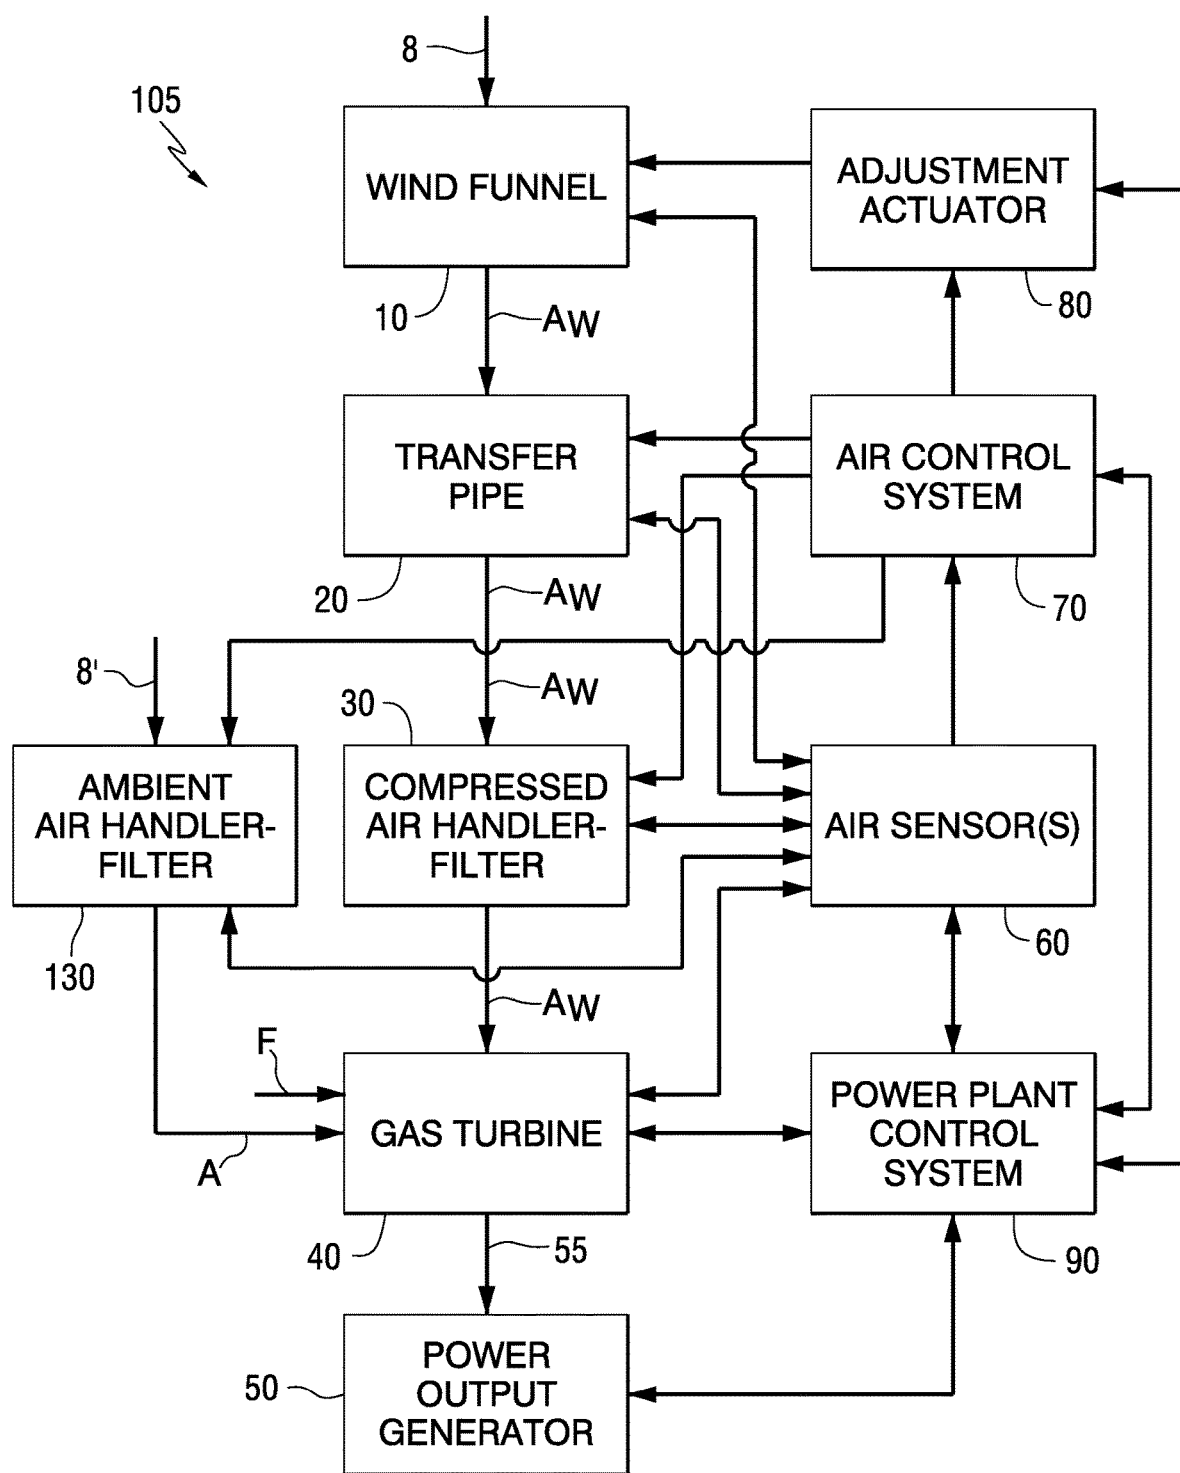 8
105
WIND FUNNEL
ADJUSTMENT
ACTUATOR
10
AW
80
TRANSFER
PIPE
AIR CONTROL
SYSTEM
20
AW
70
8'
AW
30
AMBIENT
AIR HANDLER-
FILTER
COMPRESSED
AIR HANDLER-
FILTER
AIR SENSOR(S)
130
60
AW
F
GAS TURBINE
POWER PLANT
CONTROL
SYSTEM
A
40
55
90
50
POWER
OUTPUT
GENERATOR